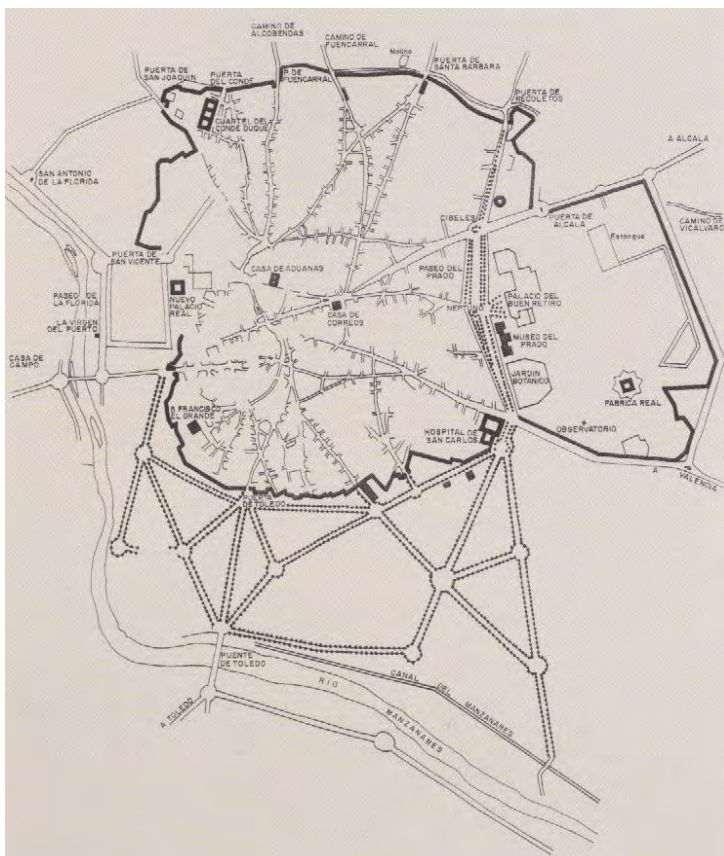 CAMINO DE
ALCOBENDAS
CAMINO DE
FUENCARRAL
Molino
PUERTA DE
SAN JOAQUIN
PUERTA
DEL CONDE
P. DE
FUENCARRAL
PUERTA DE
SANTA BARBARA
PUERTA DE
RECOLETOS
CUARTEL DEL
CONDE DUQUE
A ALCALA
SAN ANTONIO
DE LA FLORIDA
CIBELES
PUERTA DE
ALCALA
CAMINO DE
VICALVARO
Estanque
PUERTA DE
SAN VICENTE
CASA DE ADUANAS
PASEO DEL
PRADO
PASEO DE
LA FLORIDA
NUEVO
PALACIO
REAL
PALACIO DEL
BUEN RETIRO
LA VIRGEN
DEL PUERTO
CASA DE
CORREOS
NEPTUNO
MUSEO DEL
PRADO
CASA DE
CAMPO
JARDIN
BOTANICO
FABRICA REAL
S. FRANCISCO
EL GRANDE
HOSPITAL DE
SAN CARLOS
OBSERVATORIO
A VALENCIA
PUERTA
DE TOLEDO
PUENTE
DE TOLEDO
A TOLEDO
CANAL DEL MANZANARES
RIO MANZANARES